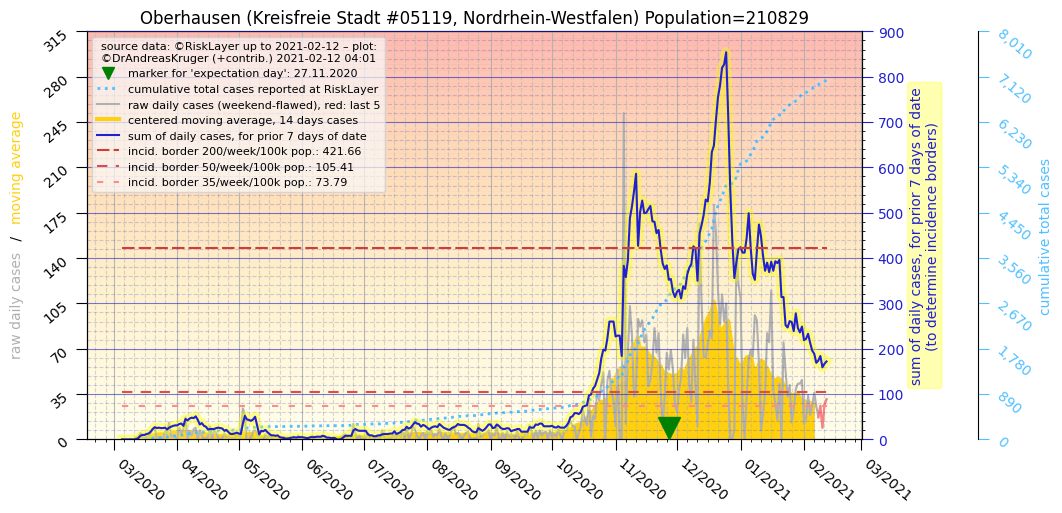 Oberhausen (Kreisfreie Stadt #05119, Nordrhein-Westfalen) Population=210829
source data: ©RiskLayer up to 2021-02-12 – plot:
©DrAndreasKruger (+contrib.) 2021-02-12 04:01
marker for 'expectation day': 27.11.2020
cumulative total cases reported at RiskLayer
raw daily cases (weekend-flawed), red: last 5
centered moving average, 14 days cases
sum of daily cases, for prior 7 days of date
incid. border 200/week/100k pop.: 421.66
incid. border 50/week/100k pop.: 105.41
incid. border 35/week/100k pop.: 73.79
raw daily cases / moving average
315
280
245
210
175
140
105
70
35
0
03/2020
04/2020
05/2020
06/2020
07/2020
08/2020
09/2020
10/2020
11/2020
12/2020
01/2021
02/2021
03/2021
900
800
700
600
500
400
300
200
100
0
sum of daily cases, for prior 7 days of date
(to determine incidence borders)
8,010
7,120
6,230
5,340
4,450
3,560
2,670
1,780
890
0
cumulative total cases